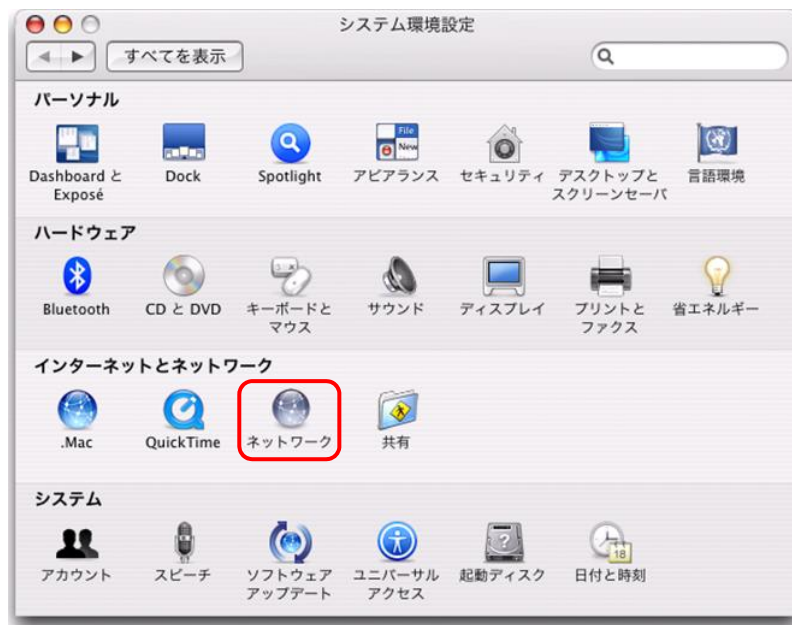 システム環境設定
すべてを表示
パーソナル
Dashboard と
Exposé
Dock
Spotlight
File
New
アピアランス
セキュリティ
デスクトップと
スクリーンセーバ
言語環境
ハードウェア
Bluetooth
CD と DVD
キーボードと
マウス
サウンド
ディスプレイ
プリントと
ファクス
省エネルギー
インターネットとネットワーク
.Mac
QuickTime
ネットワーク
共有
システム
アカウント
スピーチ
ソフトウェア
アップデート
ユニバーサル
アクセス
?
起動ディスク
18
日付と時刻